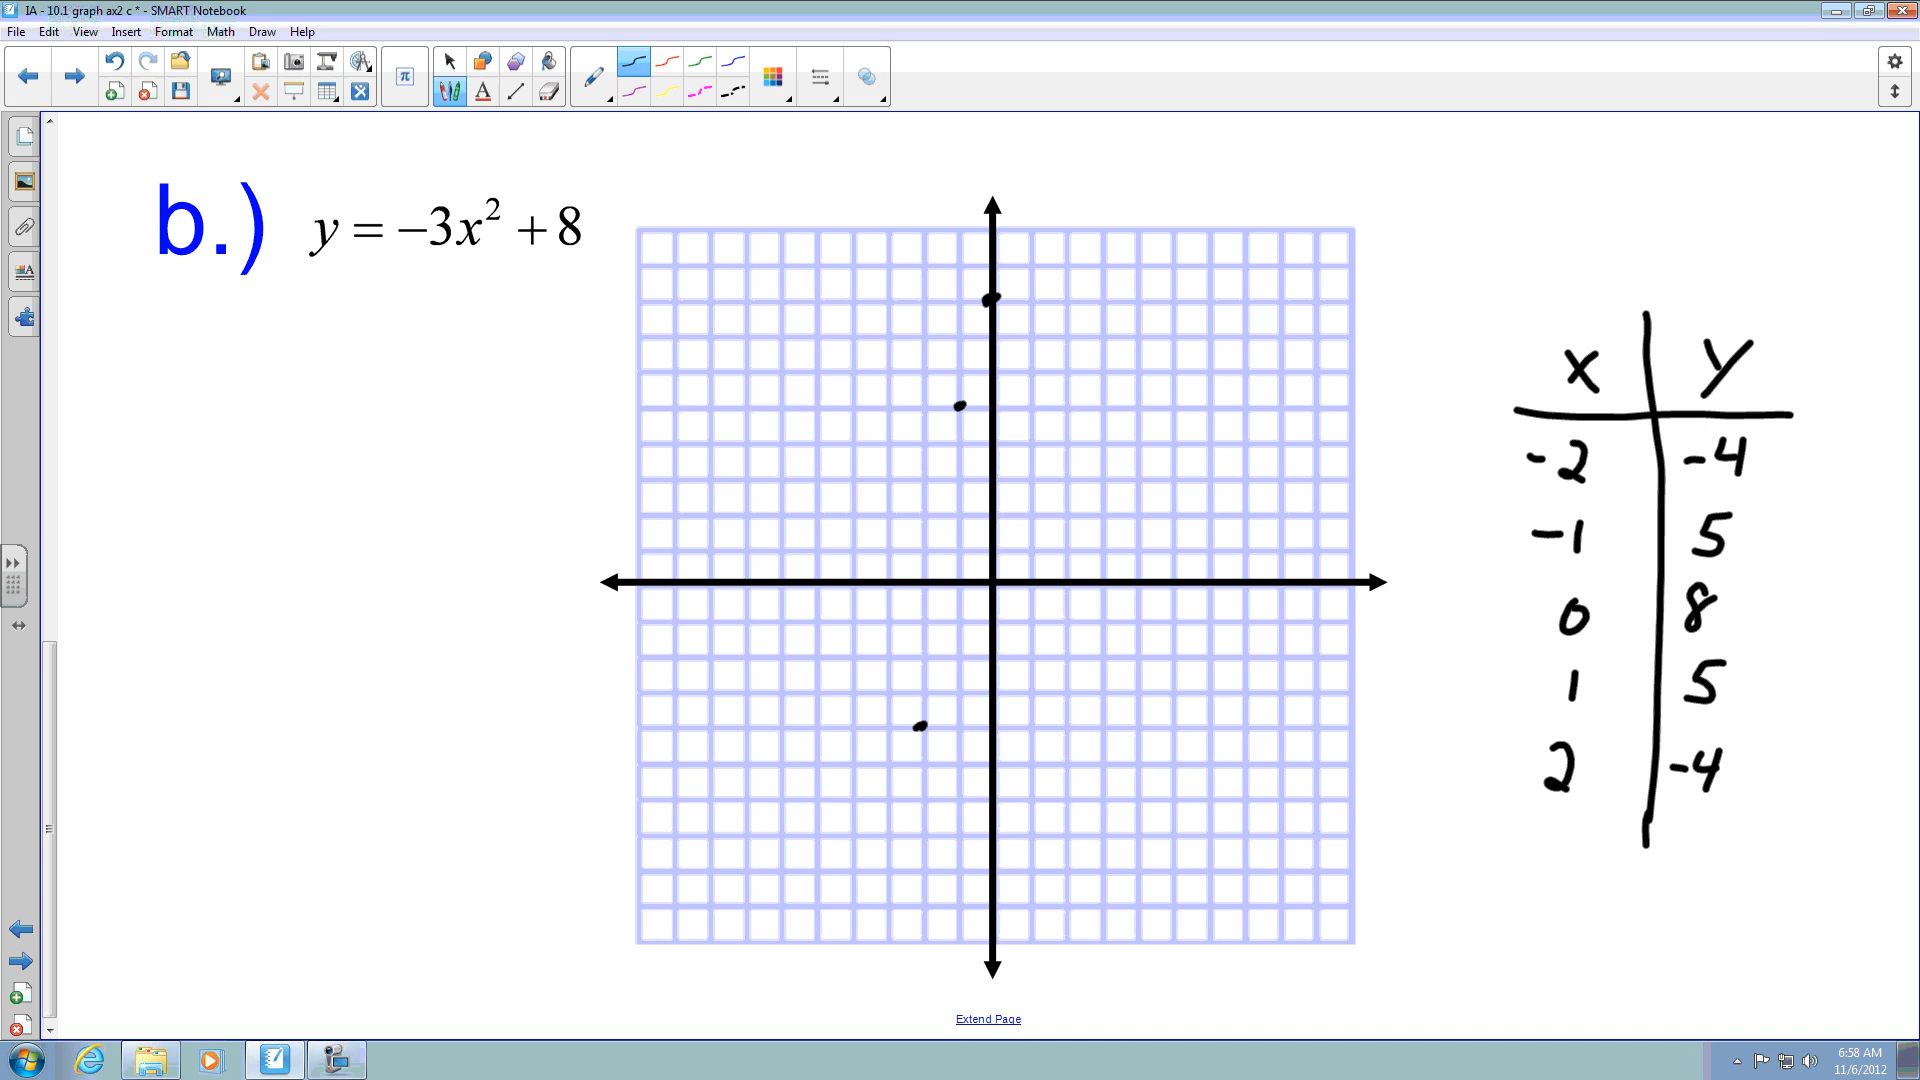 IA - 10.1 graph ax2 c * - SMART Notebook
File Edit View Insert Format Math Draw Help
b.) y = −3x² + 8
x y
-2 -4
-1 5
0 8
1 5
2 -4
Extend Page
6:58 AM
11/6/2012